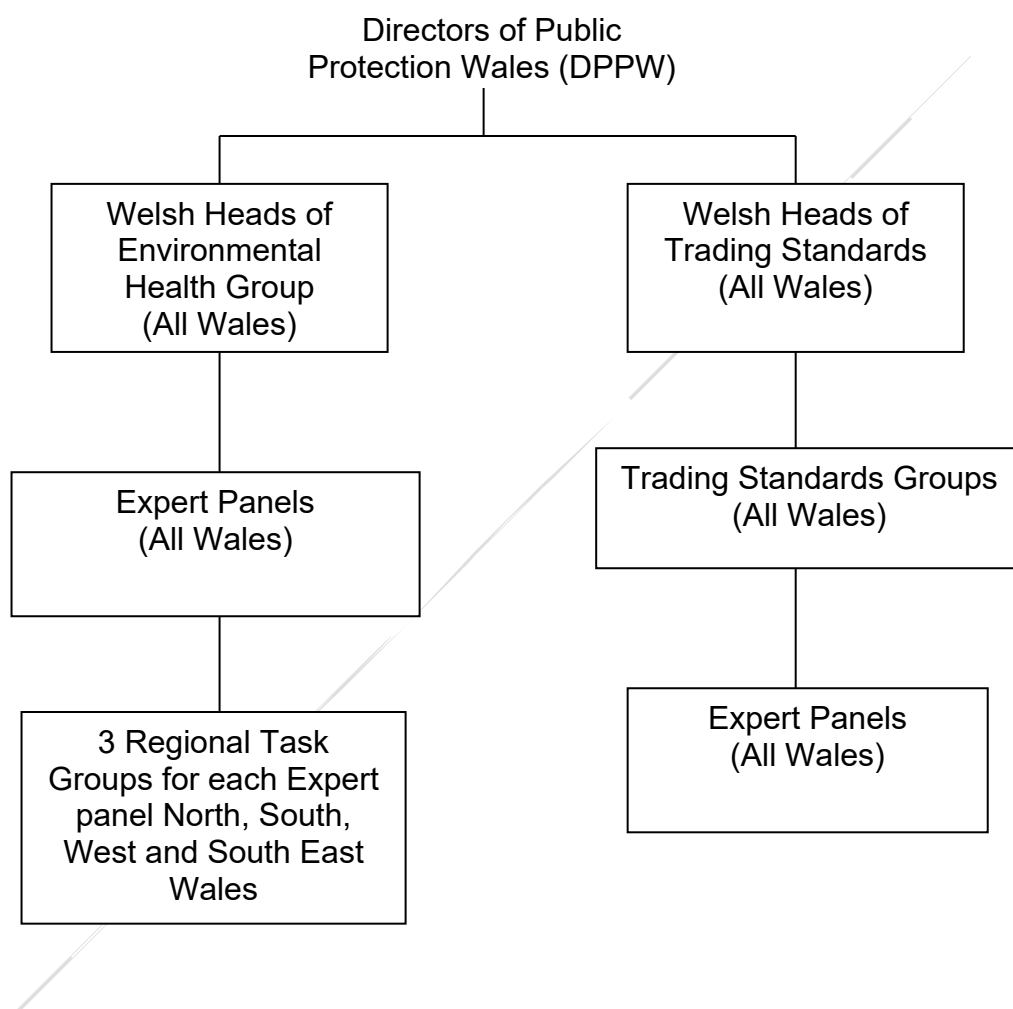 Directors of Public
Protection Wales (DPPW)
Welsh Heads of
Environmental
Health Group
(All Wales)
Welsh Heads of
Trading Standards
(All Wales)
Expert Panels
(All Wales)
Trading Standards Groups
(All Wales)
3 Regional Task
Groups for each Expert
panel North, South,
West and South East
Wales
Expert Panels
(All Wales)